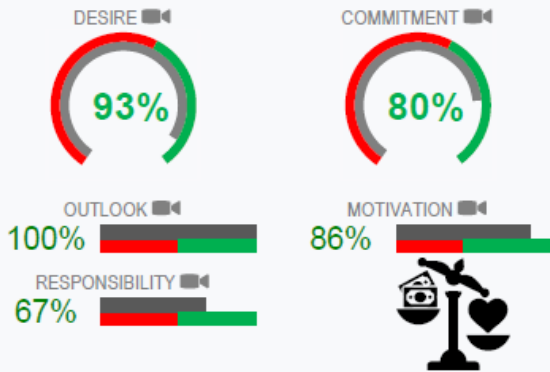 DESIRE
COMMITMENT
93%
80%
OUTLOOK
MOTIVATION
100%
86%
RESPONSIBILITY
67%